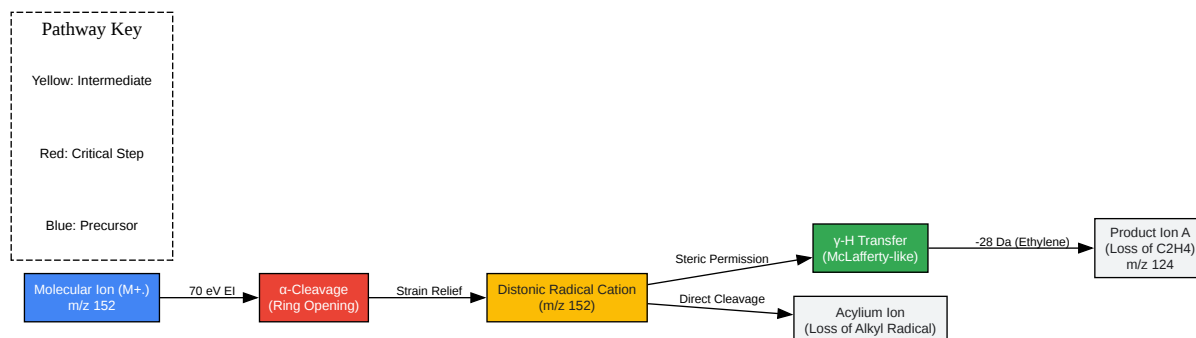 Pathway Key
Yellow: Intermediate
Red: Critical Step
Blue: Precursor
Molecular Ion (M+.)
m/z 152
70 eV EI
α-Cleavage
(Ring Opening)
Strain Relief
Distonic Radical Cation
(m/z 152)
Steric Permission
γ-H Transfer
(McLafferty-like)
-28 Da (Ethylene)
Product Ion A
(Loss of C2H4)
m/z 124
Direct Cleavage
Acylium Ion
(Loss of Alkyl Radical)